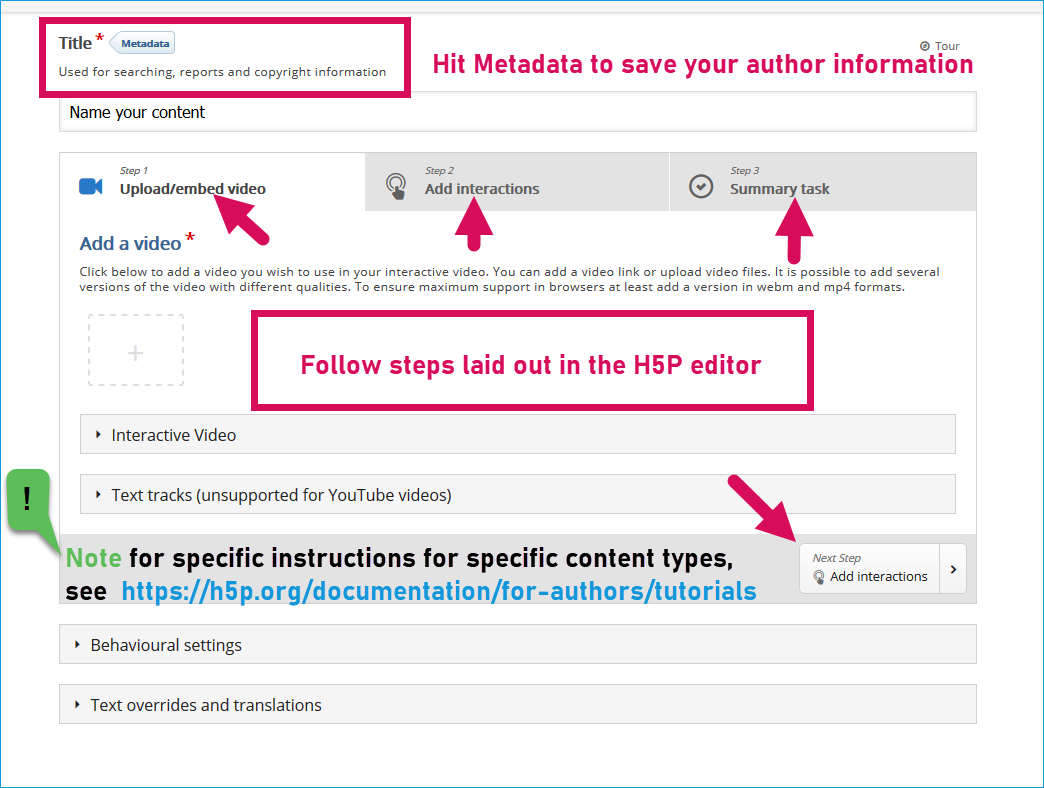 Title * Metadata
Used for searching, reports and copyright information
Tour
Hit Metadata to save your author information
Name your content
Step 1
Upload/embed video
Step 2
Add interactions
Step 3
Summary task
Add a video *
Click below to add a video you wish to use in your interactive video. You can add a video link or upload video files. It is possible to add several
versions of the video with different qualities. To ensure maximum support in browsers at least add a version in webm and mp4 formats.
+
Follow steps laid out in the H5P editor
Interactive Video
Text tracks (unsupported for YouTube videos)
!
Note for specific instructions for specific content types,
see https://h5p.org/documentation/for-authors/tutorials
Next Step
Add interactions
Behavioural settings
Text overrides and translations